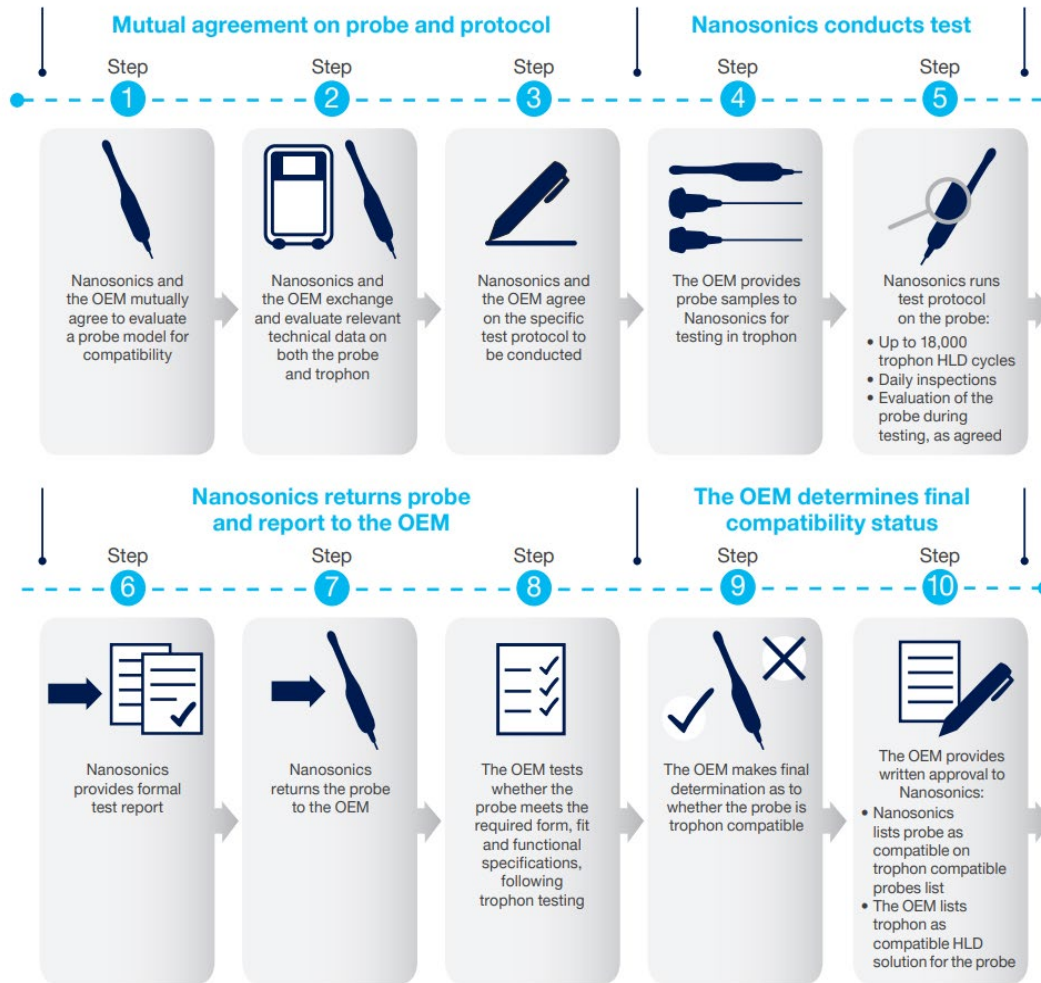 Mutual agreement on probe and protocol
Nanosonics conducts test
Step
1
Step
2
Step
3
Step
4
Step
5
Nanosonics and
the OEM mutually
agree to evaluate
a probe model for
compatibility
Nanosonics and
the OEM exchange
and evaluate relevant
technical data on
both the probe
and trophon
Nanosonics and
the OEM agree
on the specific
test protocol to
be conducted
The OEM provides
probe samples to
Nanosonics for
testing in trophon
Nanosonics runs
test protocol
on the probe:
• Up to 18,000
trophon HLD cycles
• Daily inspections
• Evaluation of the
probe during
testing, as agreed
Nanosonics returns probe
and report to the OEM
The OEM determines final
compatibility status
Step
6
Step
7
Step
8
Step
9
Step
10
Nanosonics
provides formal
test report
Nanosonics
returns the probe
to the OEM
The OEM tests
whether the
probe meets the
required form, fit
and functional
specifications,
following
trophon testing
The OEM makes final
determination as to
whether the probe is
trophon compatible
The OEM provides
written approval to
Nanosonics:
• Nanosonics
lists probe as
compatible on
trophon compatible
probes list
• The OEM lists
trophon as
compatible HLD
solution for the probe